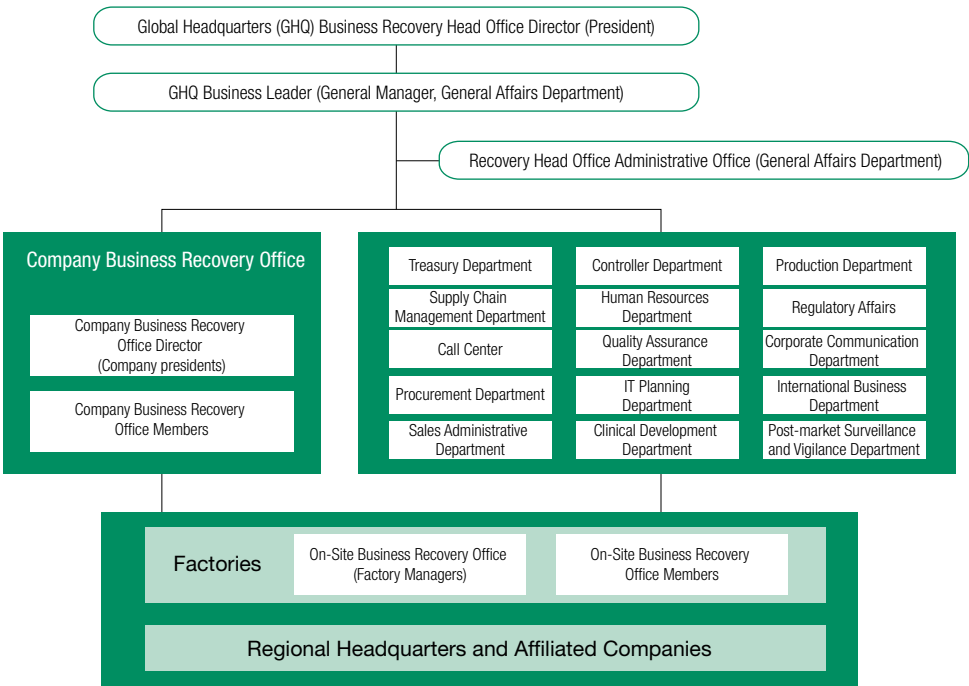 Global Headquarters (GHQ) Business Recovery Head Office Director (President)
GHQ Business Leader (General Manager, General Affairs Department)
Recovery Head Office Administrative Office (General Affairs Department)
Company Business Recovery Office
Company Business Recovery
Office Director
(Company presidents)
Company Business Recovery
Office Members
Treasury Department
Controller Department
Production Department
Supply Chain
Management Department
Human Resources
Department
Regulatory Affairs
Call Center
Quality Assurance
Department
Corporate Communication
Department
Procurement Department
IT Planning
Department
International Business
Department
Sales Administrative
Department
Clinical Development
Department
Post-market Surveillance
and Vigilance Department
Factories
On-Site Business Recovery Office
(Factory Managers)
On-Site Business Recovery
Office Members
Regional Headquarters and Affiliated Companies